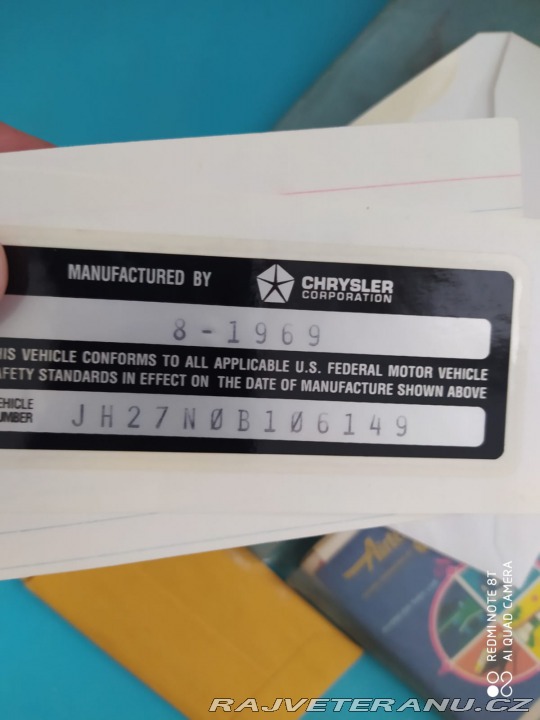 MANUFACTURED BY CHRYSLER CORPORATION
8-1969
HIS VEHICLE CONFORMS TO ALL APPLICABLE U.S. FEDERAL MOTOR VEHICLE
AFETY STANDARDS IN EFFECT ON THE DATE OF MANUFACTURE SHOWN ABOVE
EHICLE
UMBER
JH27N0B106149
REDMI NOTE 8T
AI QUAD CAMERA
RAJVETERANU.CZ